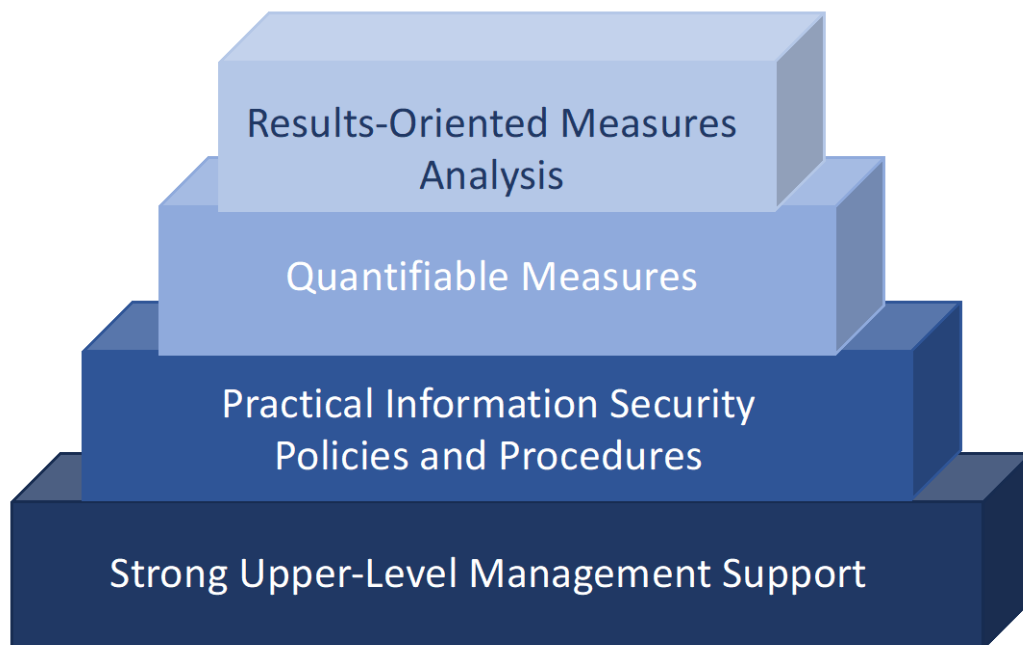 Results-Oriented Measures
Analysis
Quantifiable Measures
Practical Information Security
Policies and Procedures
Strong Upper-Level Management Support